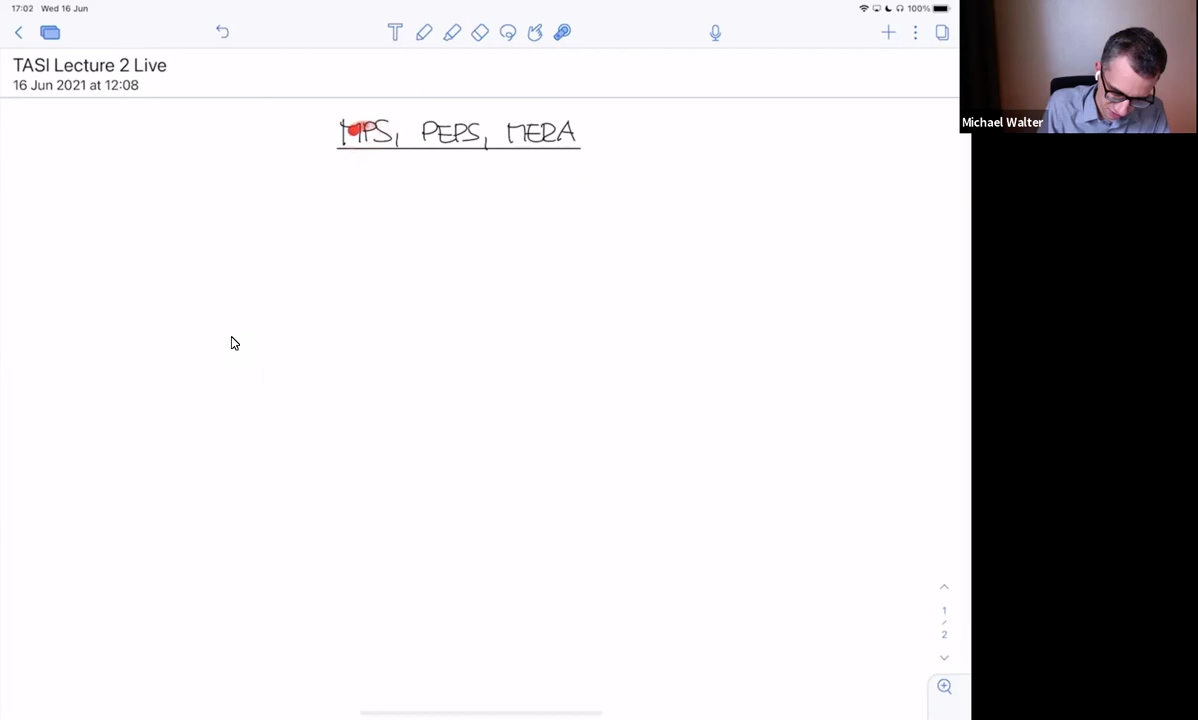 17:02 Wed 16 Jun
100%
TASI Lecture 2 Live
16 Jun 2021 at 12:08
MPS, PEPS, MERA
Michael Walter
1
/
2